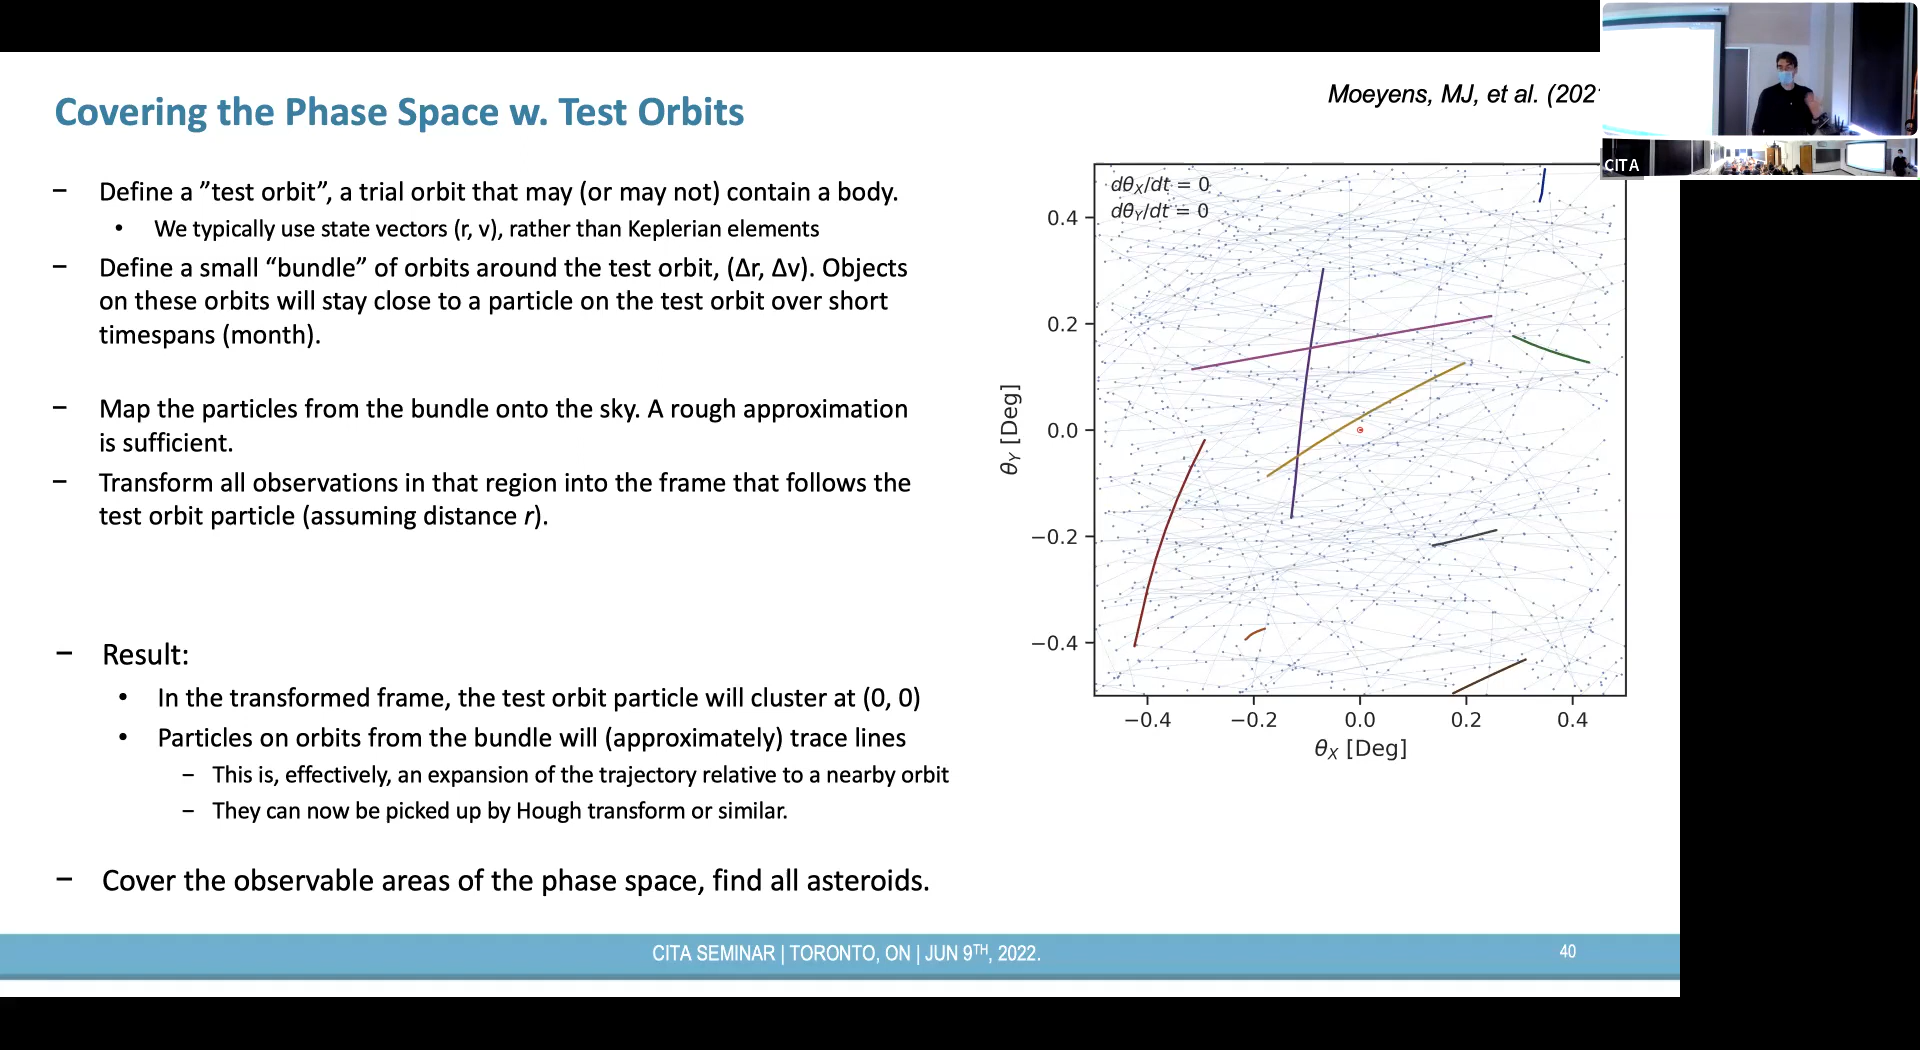 Covering the Phase Space w. Test Orbits
Moeyens, MJ, et al. (202
CITA
− Define a ”test orbit”, a trial orbit that may (or may not) contain a body.
• We typically use state vectors (r, v), rather than Keplerian elements
− Define a small “bundle” of orbits around the test orbit, (Δr, Δv). Objects
on these orbits will stay close to a particle on the test orbit over short
timespans (month).
− Map the particles from the bundle onto the sky. A rough approximation
is sufficient.
− Transform all observations in that region into the frame that follows the
test orbit particle (assuming distance r).
− Result:
• In the transformed frame, the test orbit particle will cluster at (0, 0)
• Particles on orbits from the bundle will (approximately) trace lines
− This is, effectively, an expansion of the trajectory relative to a nearby orbit
− They can now be picked up by Hough transform or similar.
− Cover the observable areas of the phase space, find all asteroids.
dθX/dt = 0
dθY/dt = 0
0.4
0.2
0.0
−0.2
−0.4
θY [Deg]
−0.4 −0.2 0.0 0.2 0.4
θX [Deg]
CITA SEMINAR | TORONTO, ON | JUN 9TH, 2022.
40